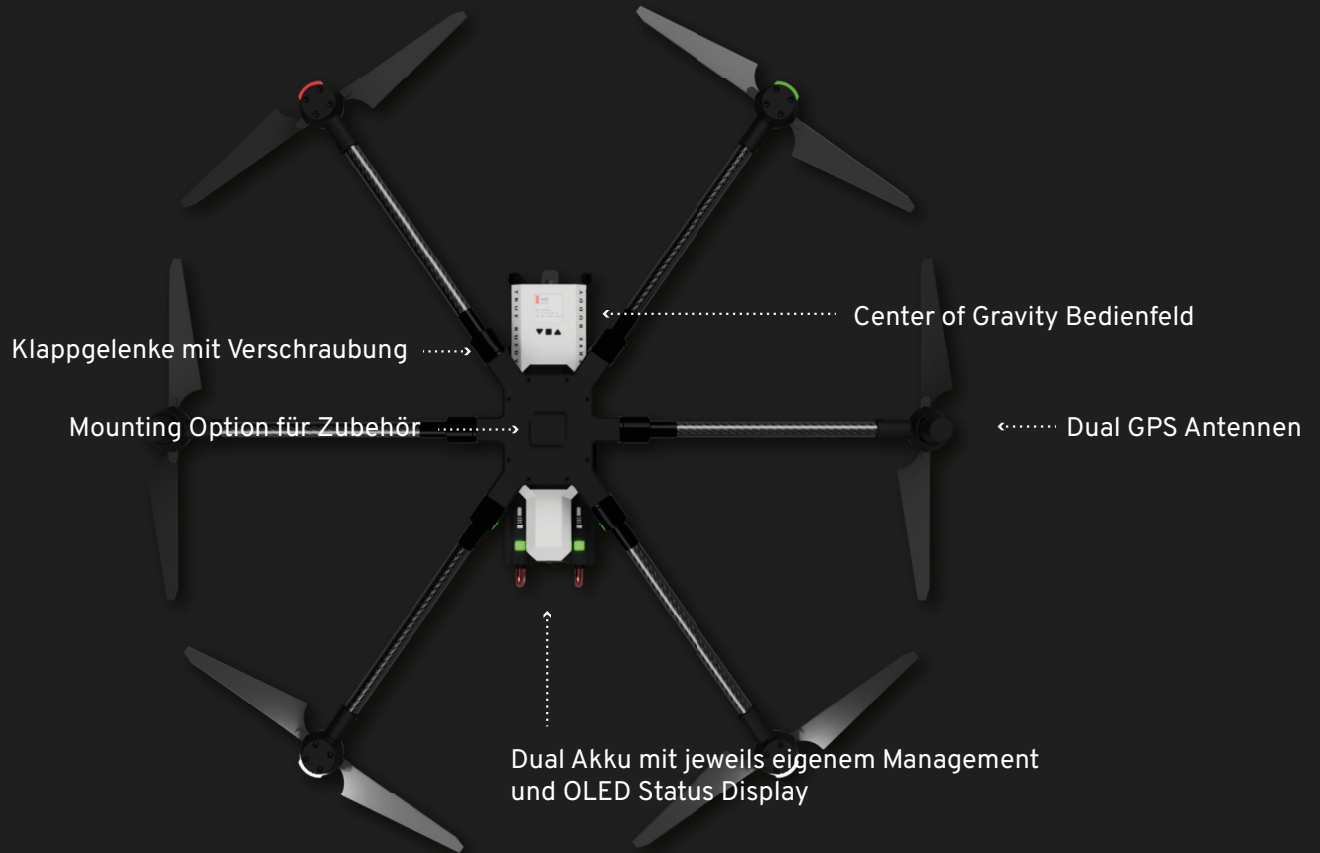 Center of Gravity Bedienfeld
Klappgelenke mit Verschraubung
Mounting Option für Zubehör
Dual GPS Antennen
Dual Akku mit jeweils eigenem Management
und OLED Status Display